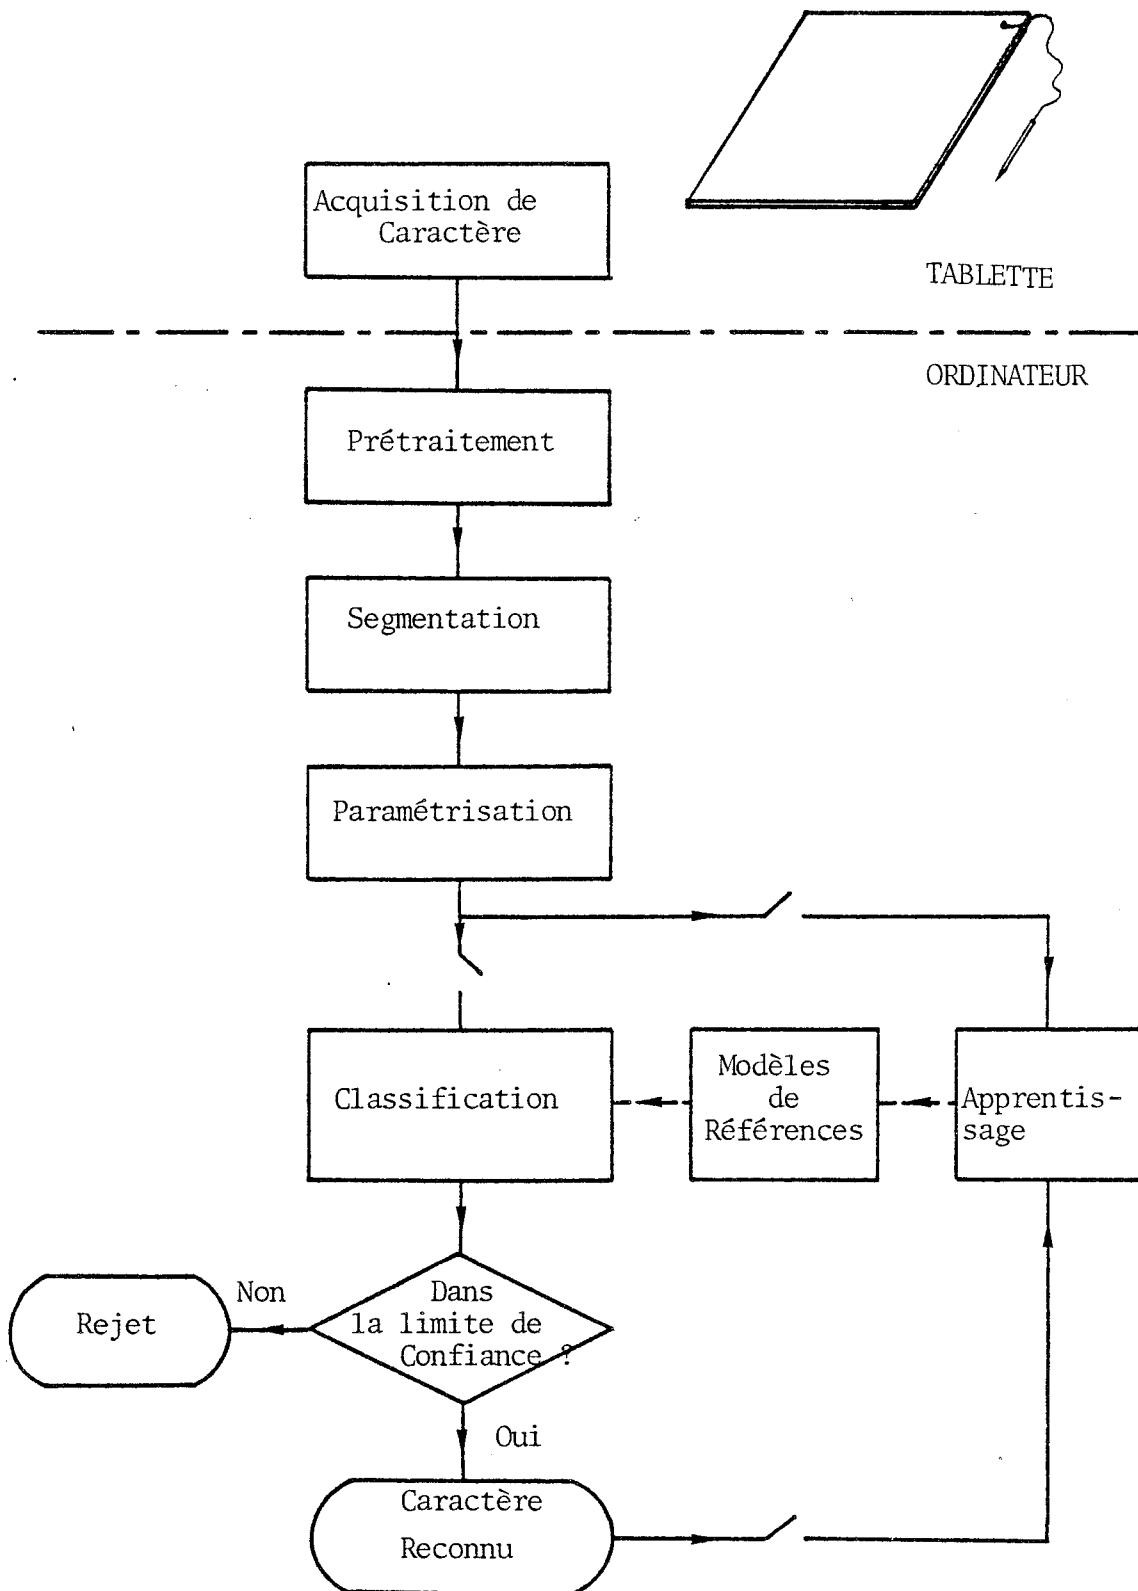 Acquisition de
Caractère
TABLETTE
ORDINATEUR
Prétraitement
Segmentation
Paramétrisation
Classification
Modèles
de
Références
Apprentis-
sage
Dans
la limite de
Confiance ?
Non
Rejet
Oui
Caractère
Reconnu